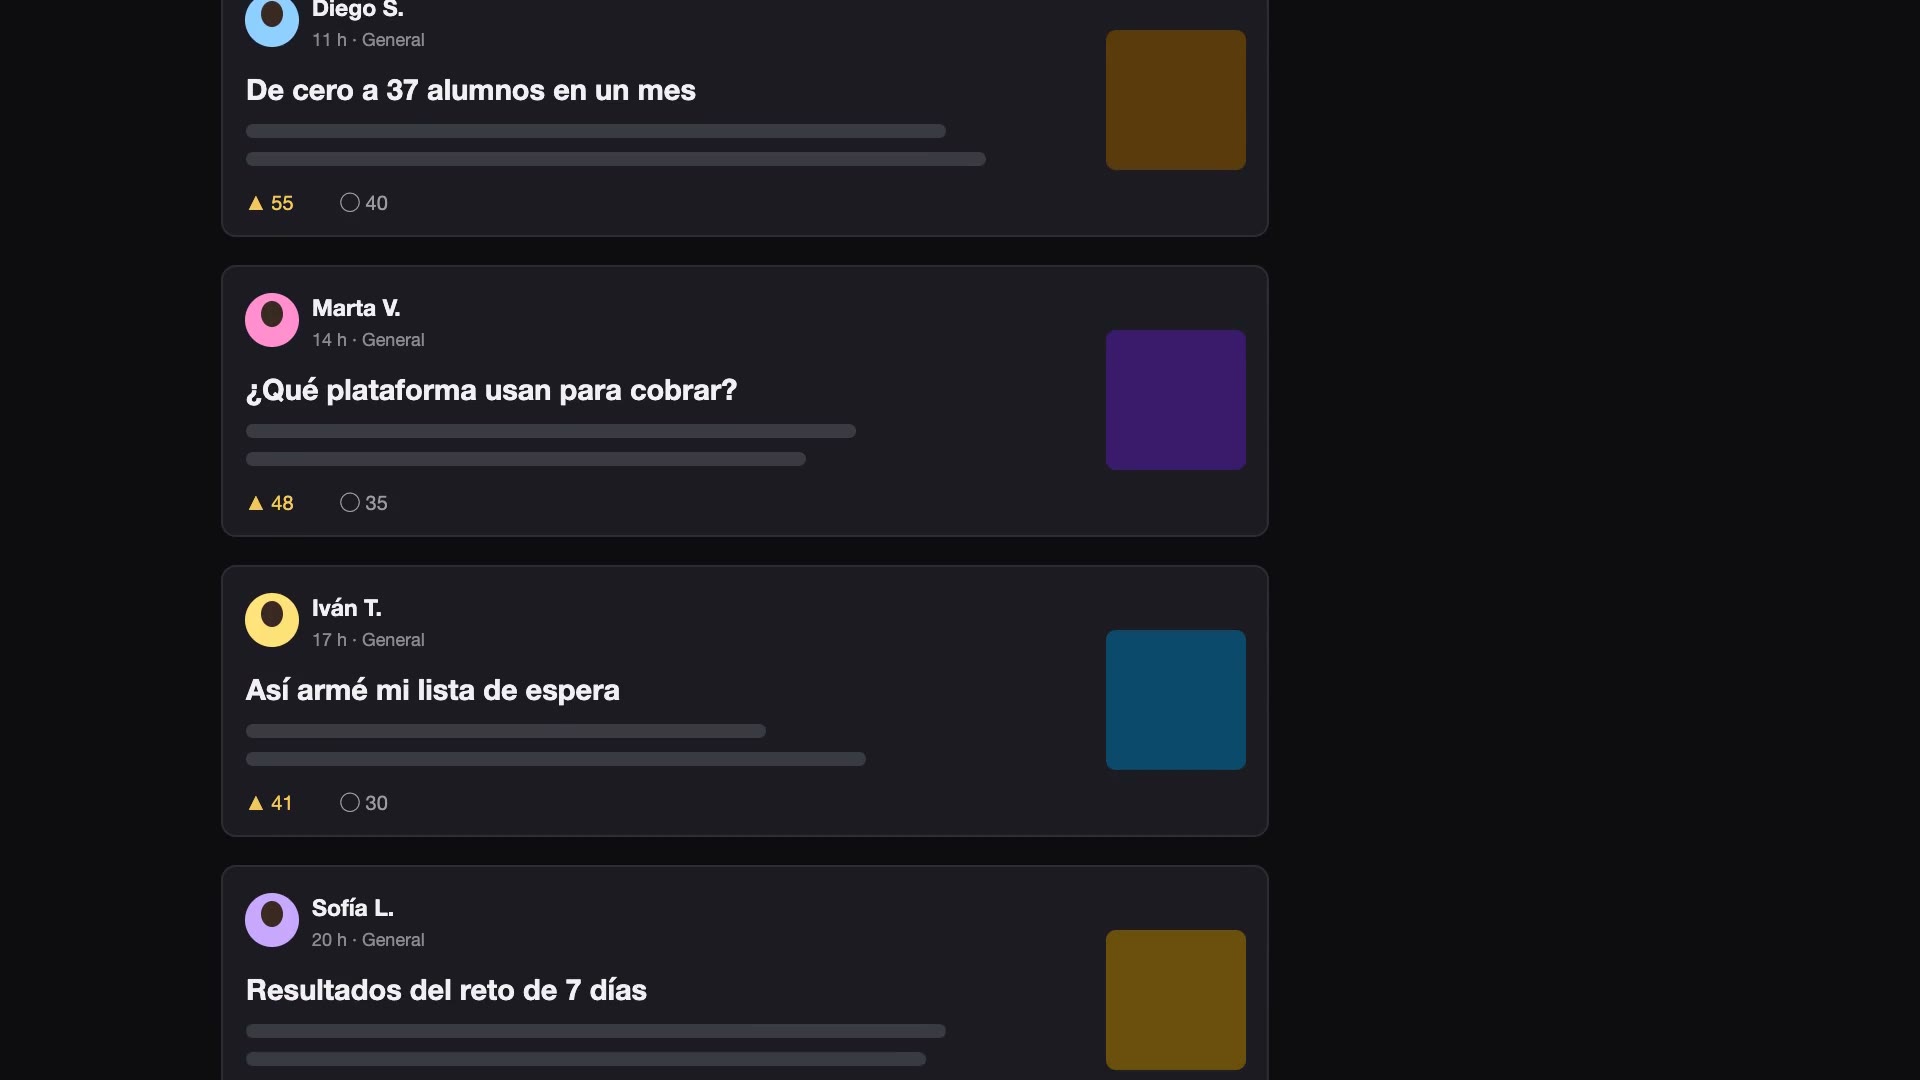 Diego S.
11 h · General
De cero a 37 alumnos en un mes
▲ 55 ◯ 40
Marta V.
14 h · General
¿Qué plataforma usan para cobrar?
▲ 48 ◯ 35
Iván T.
17 h · General
Así armé mi lista de espera
▲ 41 ◯ 30
Sofía L.
20 h · General
Resultados del reto de 7 días